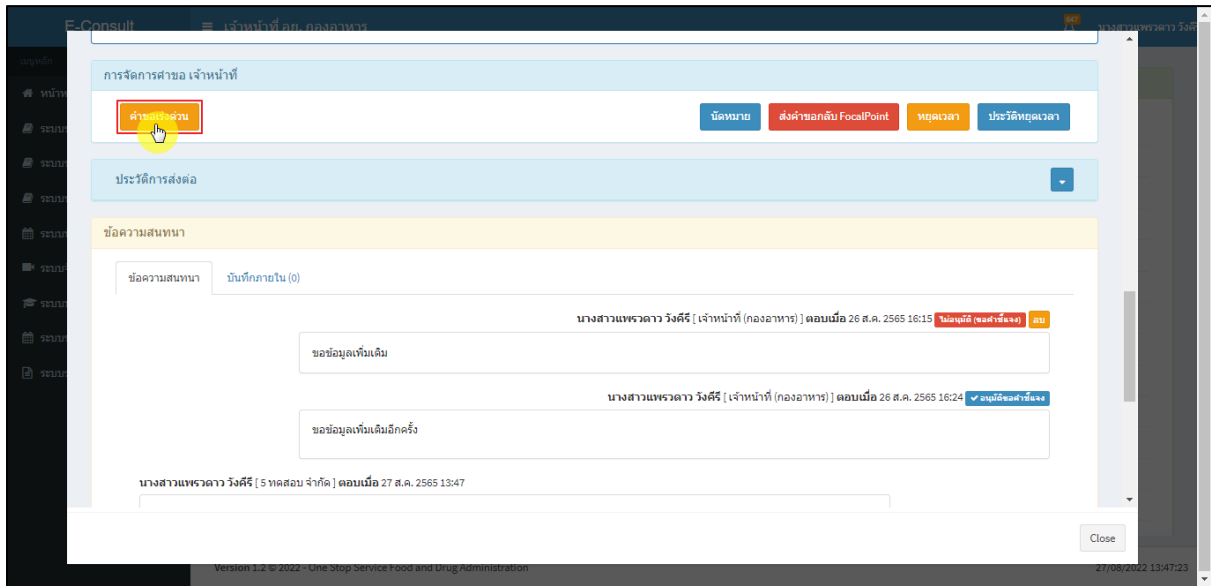 E-Consult
เจ้าหน้าที่ อย. กองอาหาร
647
นางสาวแพรวดาว วังคีรี
เมนูหลัก
การจัดการคำขอ เจ้าหน้าที่
คำขอเร่งด่วน
นัดหมาย
ส่งคำขอกลับ FocalPoint
หยุดเวลา
ประวัติหยุดเวลา
ประวัติการส่งต่อ
ข้อความสนทนา
ข้อความสนทนา
บันทึกภายใน (0)
นางสาวแพรวดาว วังคีรี [ เจ้าหน้าที่ (กองอาหาร) ] ตอบเมื่อ 26 ส.ค. 2565 16:15 ไม่อนุมัติ (ขอคำชี้แจง) ลบ
ขอข้อมูลเพิ่มเติม
นางสาวแพรวดาว วังคีรี [ เจ้าหน้าที่ (กองอาหาร) ] ตอบเมื่อ 26 ส.ค. 2565 16:24 อนุมัติขอคำชี้แจง
ขอข้อมูลเพิ่มเติมอีกครั้ง
นางสาวแพรวดาว วังคีรี [ 5 ทดสอบ จำกัด ] ตอบเมื่อ 27 ส.ค. 2565 13:47
Close
Version 1.2 © 2022 - One Stop Service Food and Drug Administration
27/08/2022 13:47:23